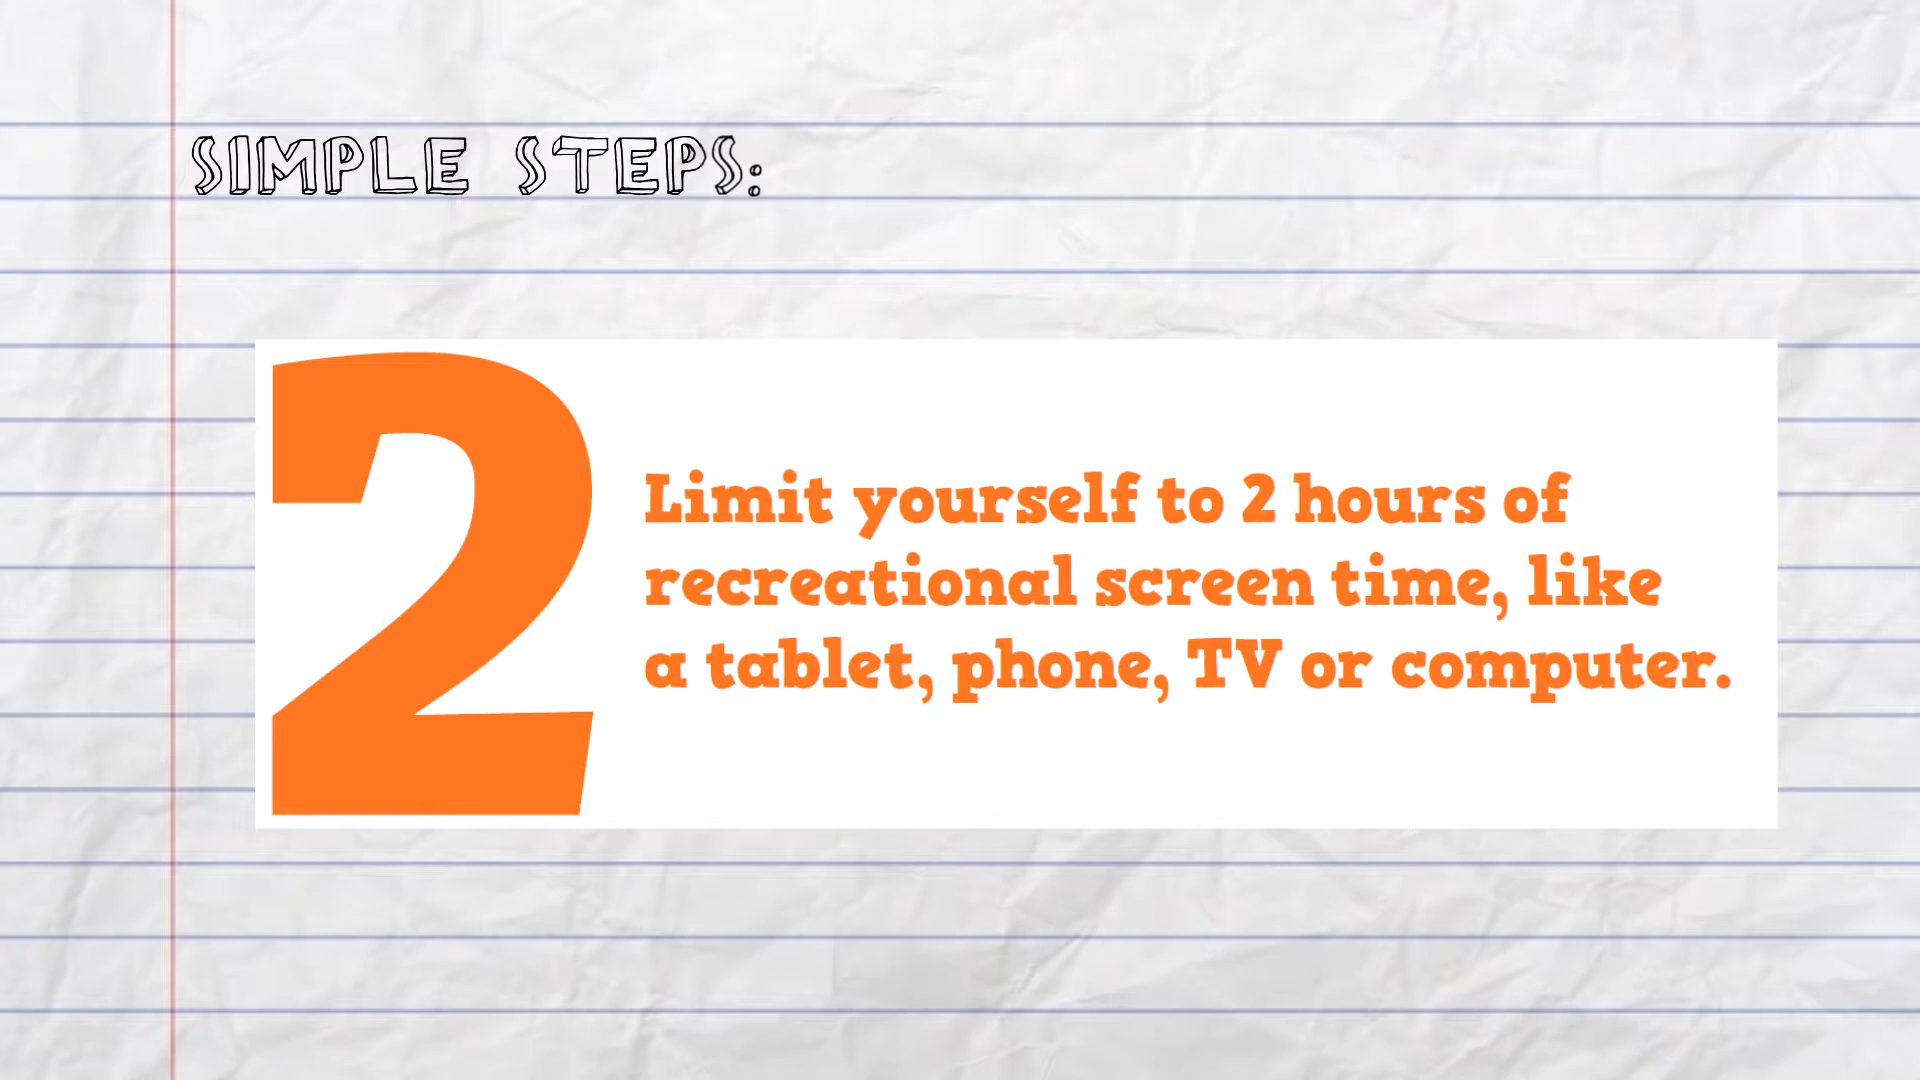 SIMPLE STEPS:
2
Limit yourself to 2 hours of
recreational screen time, like
a tablet, phone, TV or computer.